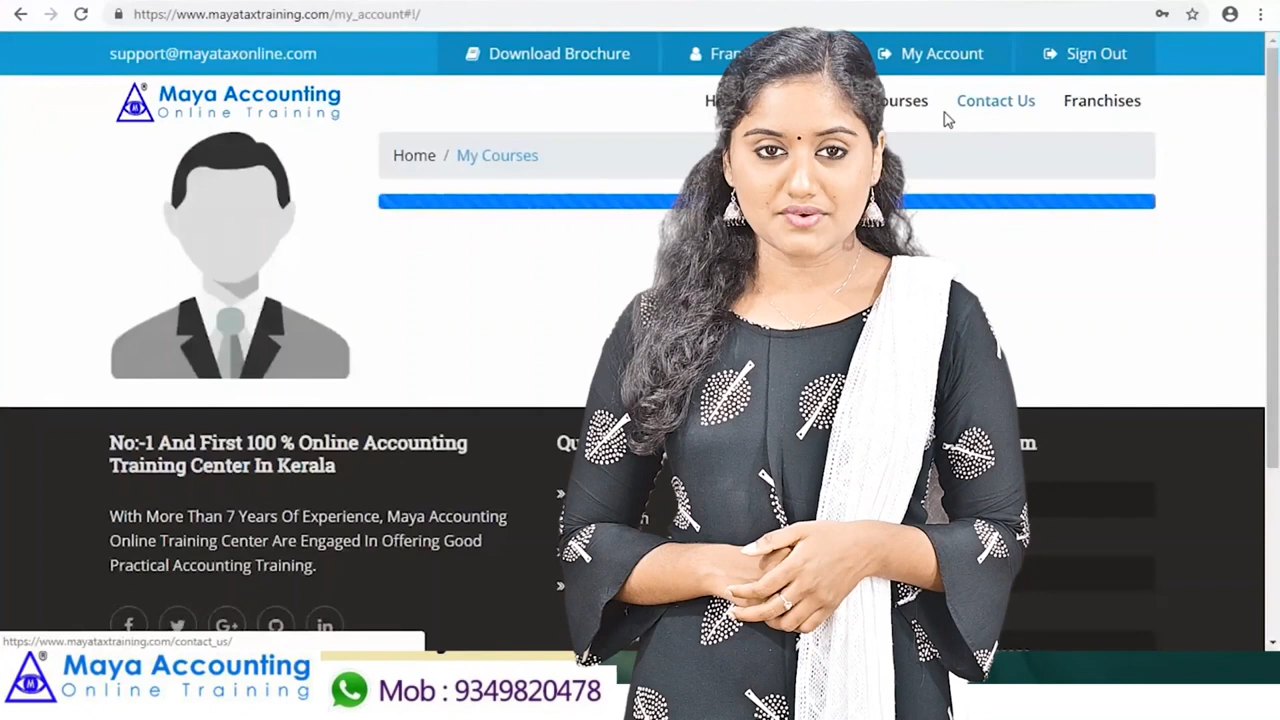 https://www.mayataxtraining.com/my_account#!/
support@mayataxonline.com
Download Brochure
My Account
Sign Out
Maya Accounting
Online Training
Contact Us
Franchises
Home / My Courses
No:-1 And First 100 % Online Accounting
Training Center In Kerala
With More Than 7 Years Of Experience, Maya Accounting
Online Training Center Are Engaged In Offering Good
Practical Accounting Training.
https://www.mayataxtraining.com/contact_us/
Maya Accounting
Online Training
Mob : 9349820478